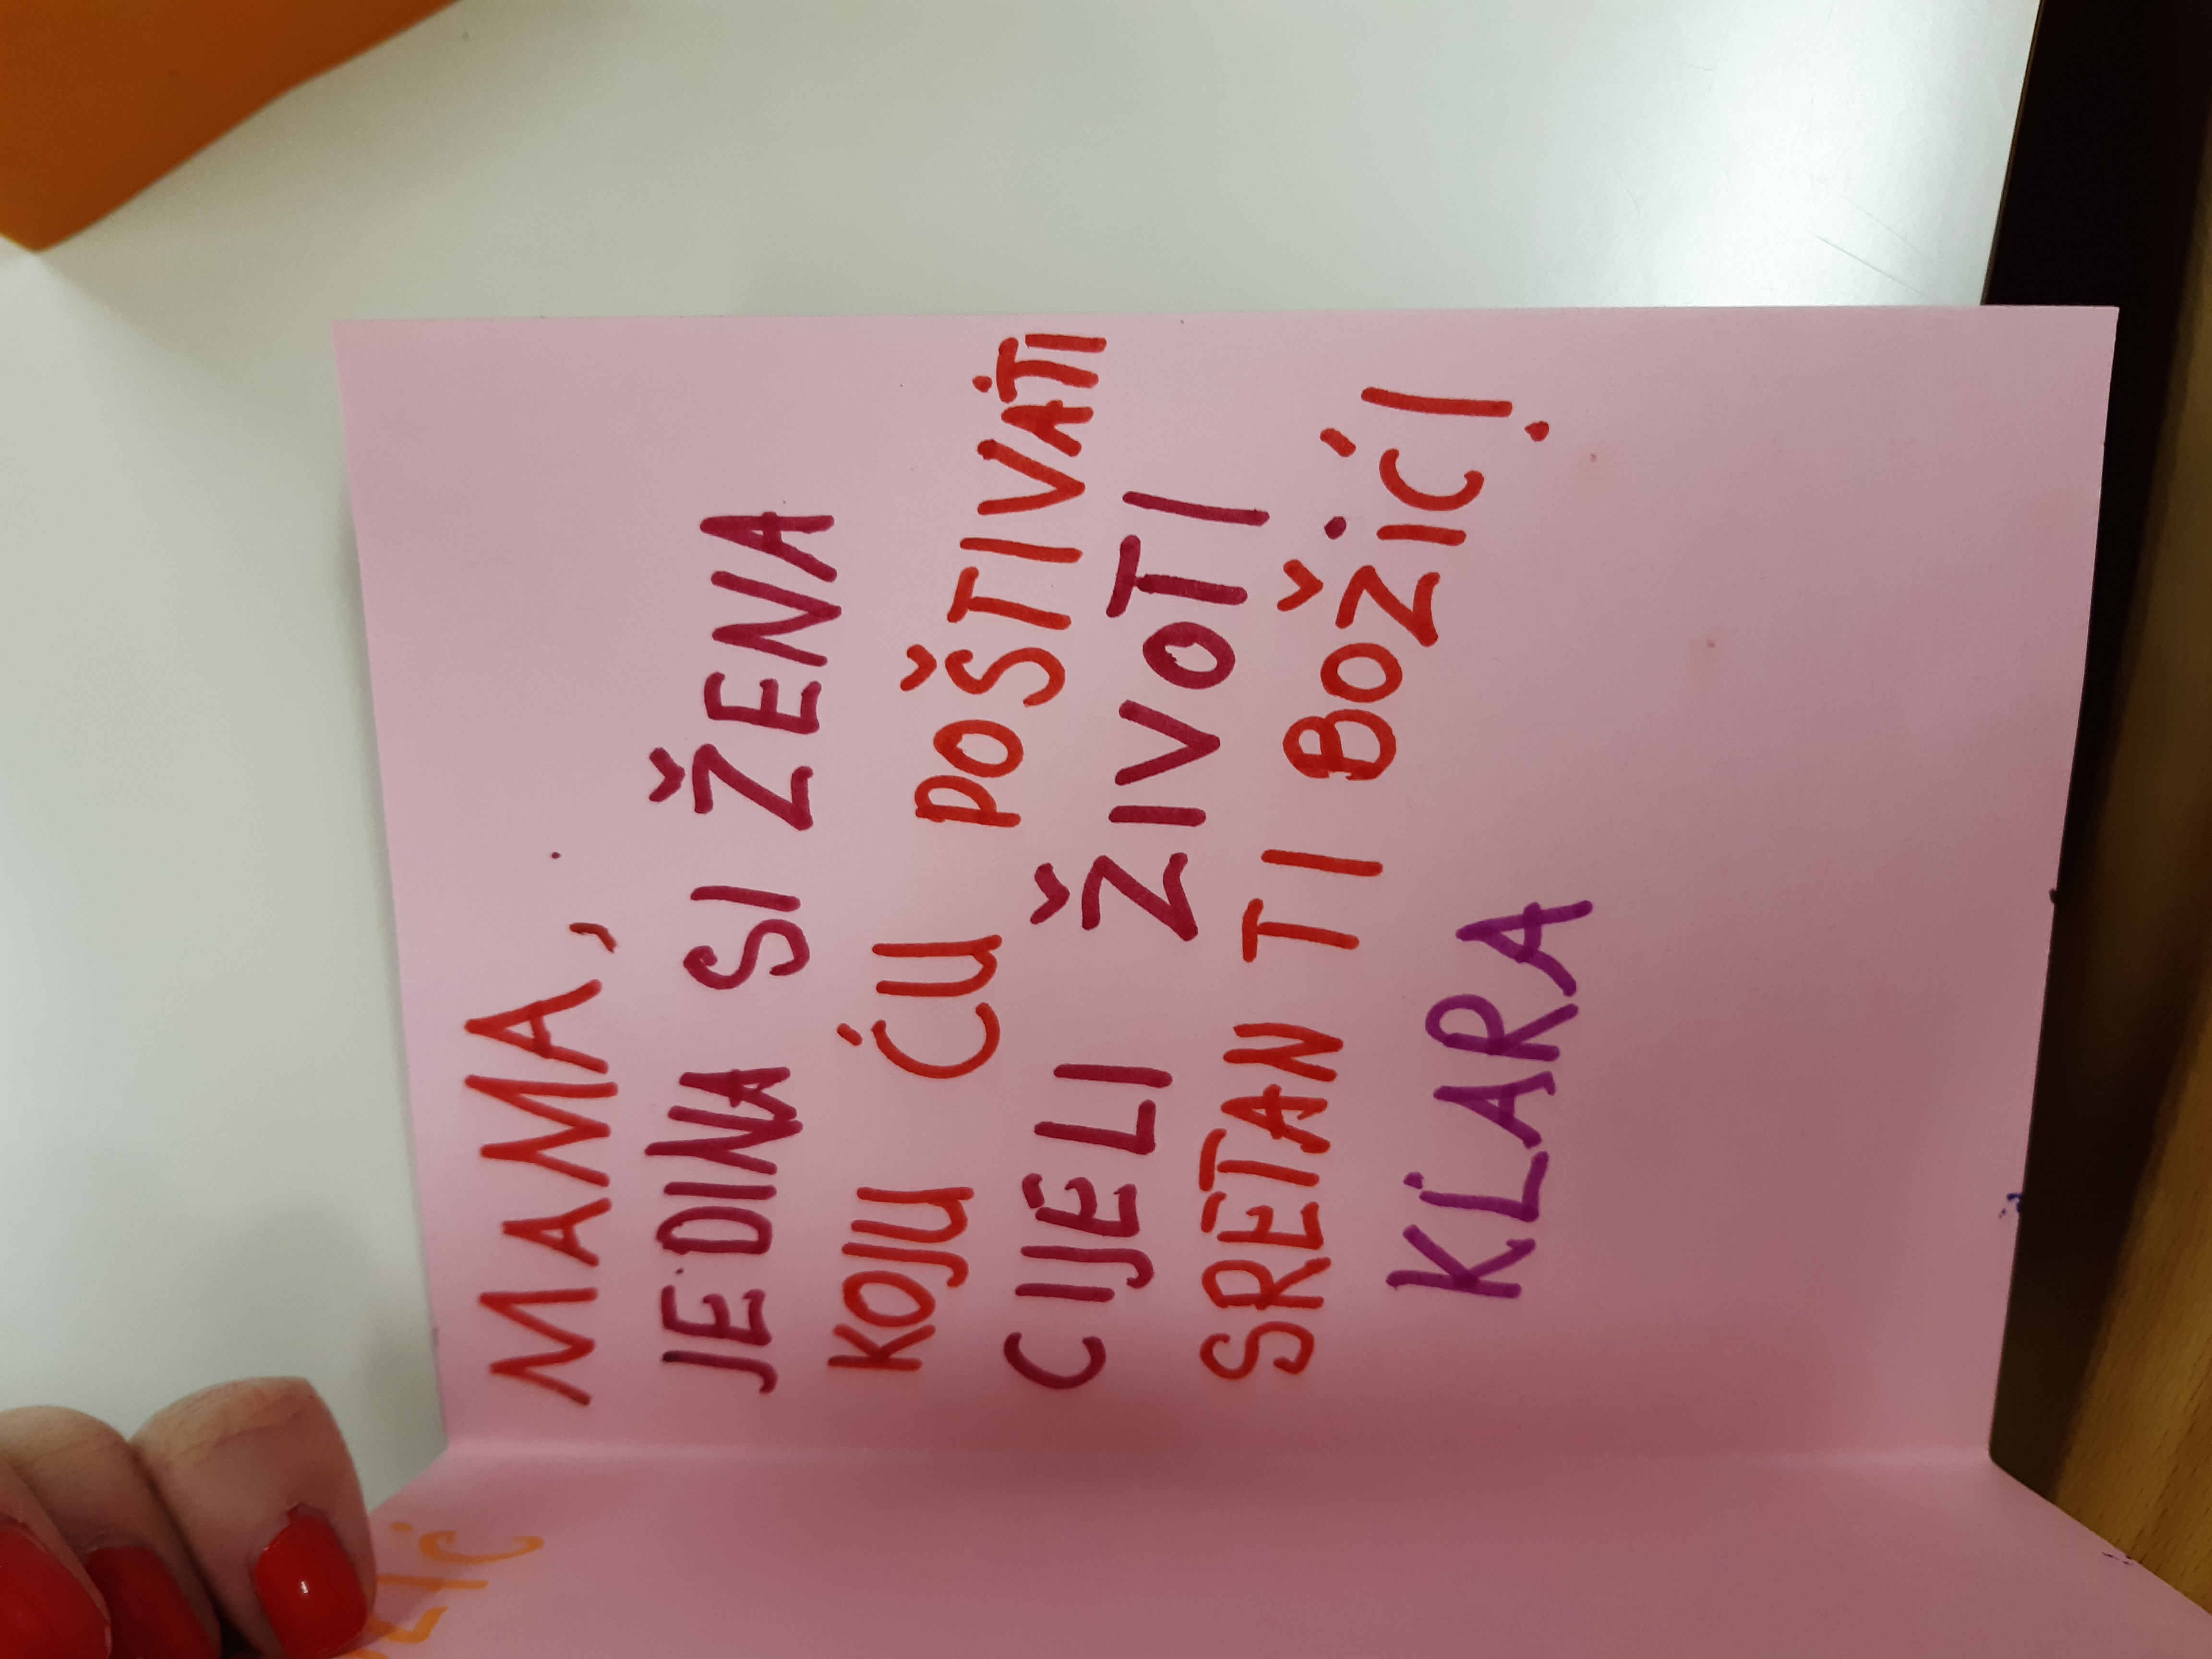 MAMA,
JEDINA SI ŽENA
KOJU ĆU POŠTIVATI
CIJELI ŽIVOT I
SRETAN TI BOŽIĆ!
KLARA